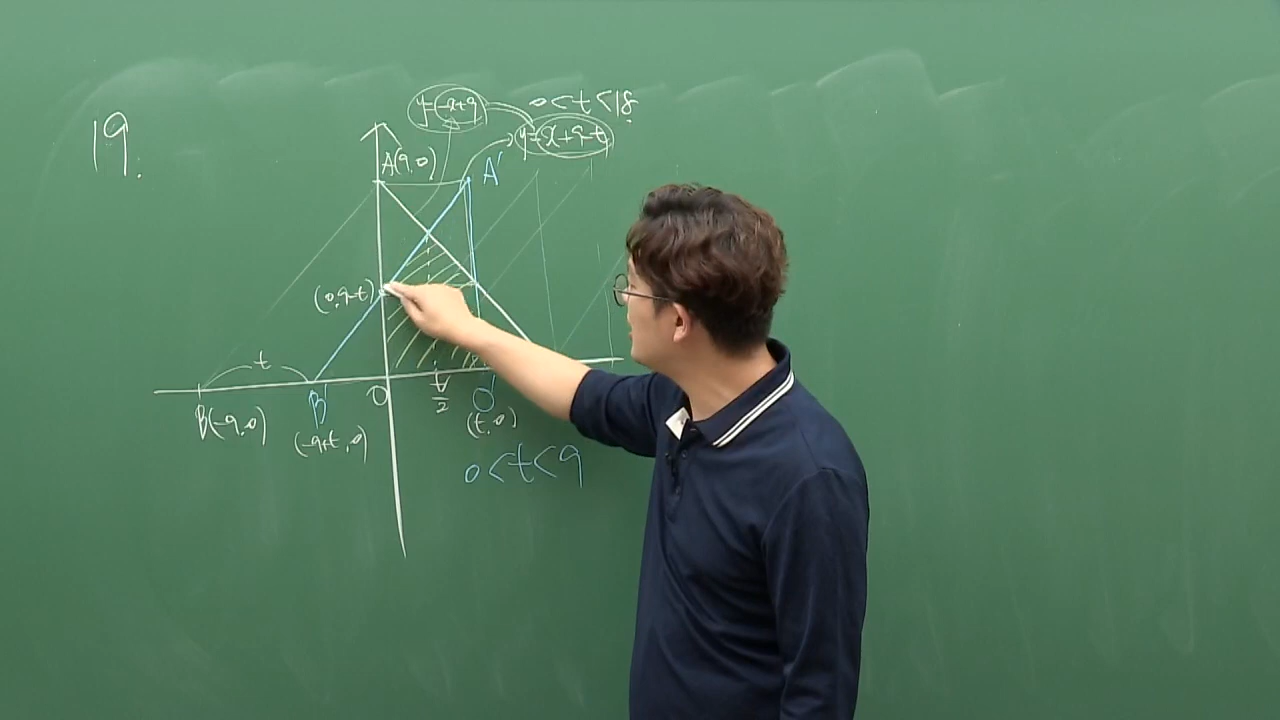 19.
y=-x+9
0<t<18
y=x+9-t
A(9,0)
A'
(0,9-t)
t
B(-9,0)
B'
(-9+t,0)
O
t/2
O'
(t,0)
0<t<9